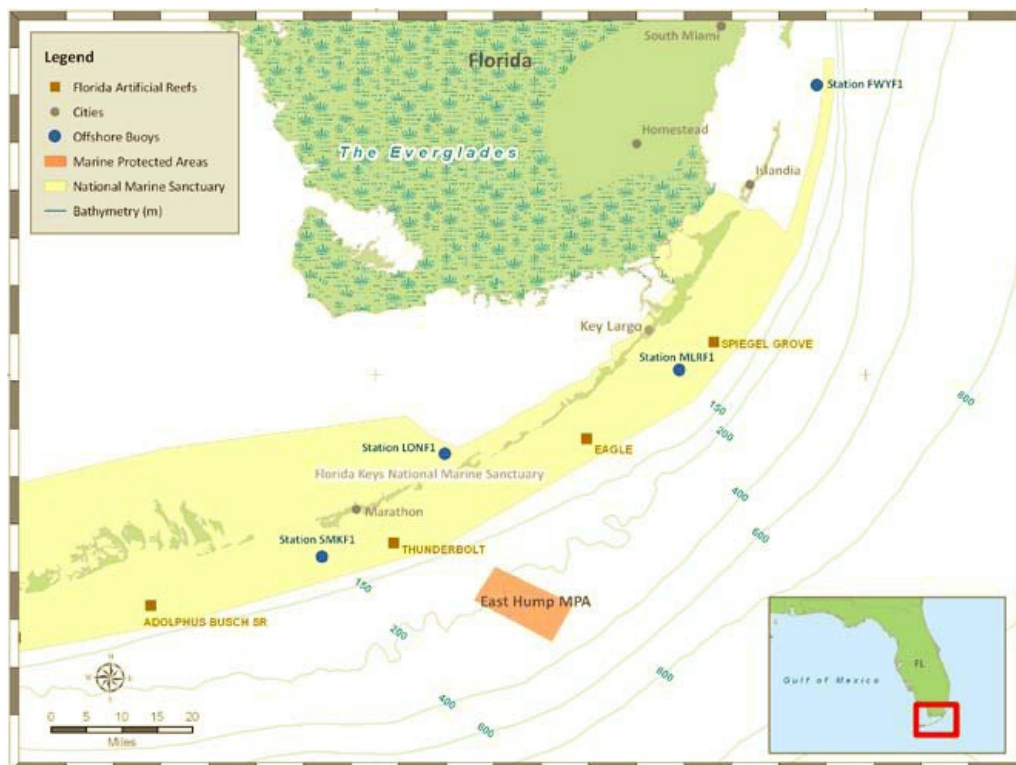 South Miami
Florida
Legend
Florida Artificial Reefs
Cities
Offshore Buoys
Marine Protected Areas
National Marine Sanctuary
Bathymetry (m)
Station FWYF1
Homestead
The Everglades
Islandia
Key Largo
SPIEGEL GROVE
Station MLRF1
150
200
800
EAGLE
Station LONF1
Florida Keys National Marine Sanctuary
400
600
Marathon
Station SMKF1
THUNDERBOLT
150
East Hump MPA
ADOLPHUS BUSCH SR
200
800
400
600
N
W
E
S
0 5 10 15 20
Miles
FL
Gulf of Mexico